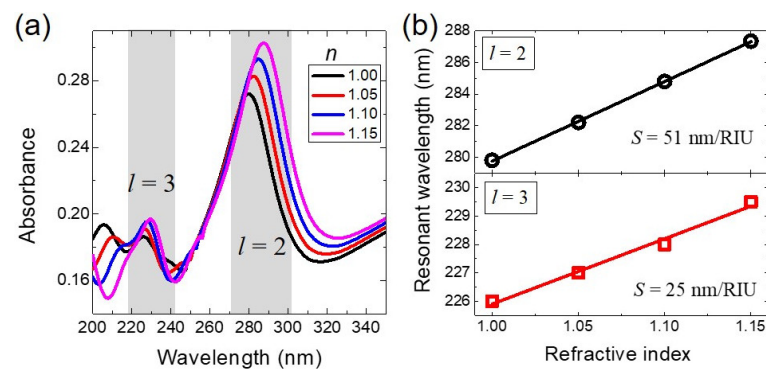 (a)
n
1.00
1.05
1.10
1.15
l = 3
l = 2
0.28
0.24
0.20
0.16
Absorbance
200 220 240 260 280 300 320 340
Wavelength (nm)
(b)
l = 2
S = 51 nm/RIU
288
286
284
282
280
l = 3
S = 25 nm/RIU
230
229
228
227
226
Resonant wavelength (nm)
1.00 1.05 1.10 1.15
Refractive index